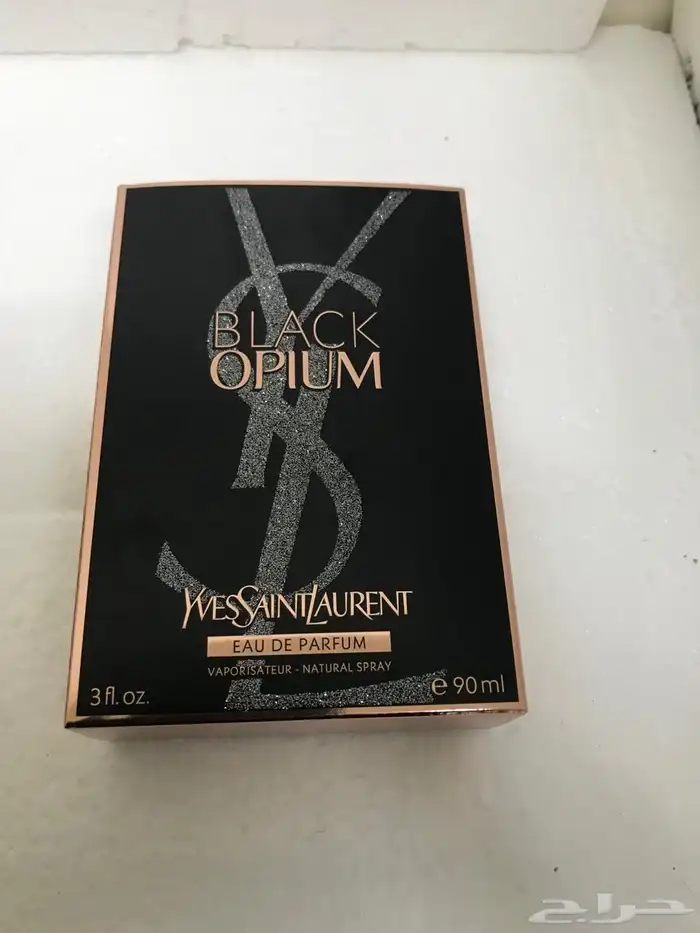 BLACK
OPIUM
YVESSAINTLAURENT
EAU DE PARFUM
VAPORISATEUR - NATURAL SPRAY
3 fl. oz.
e 90 ml
حراج